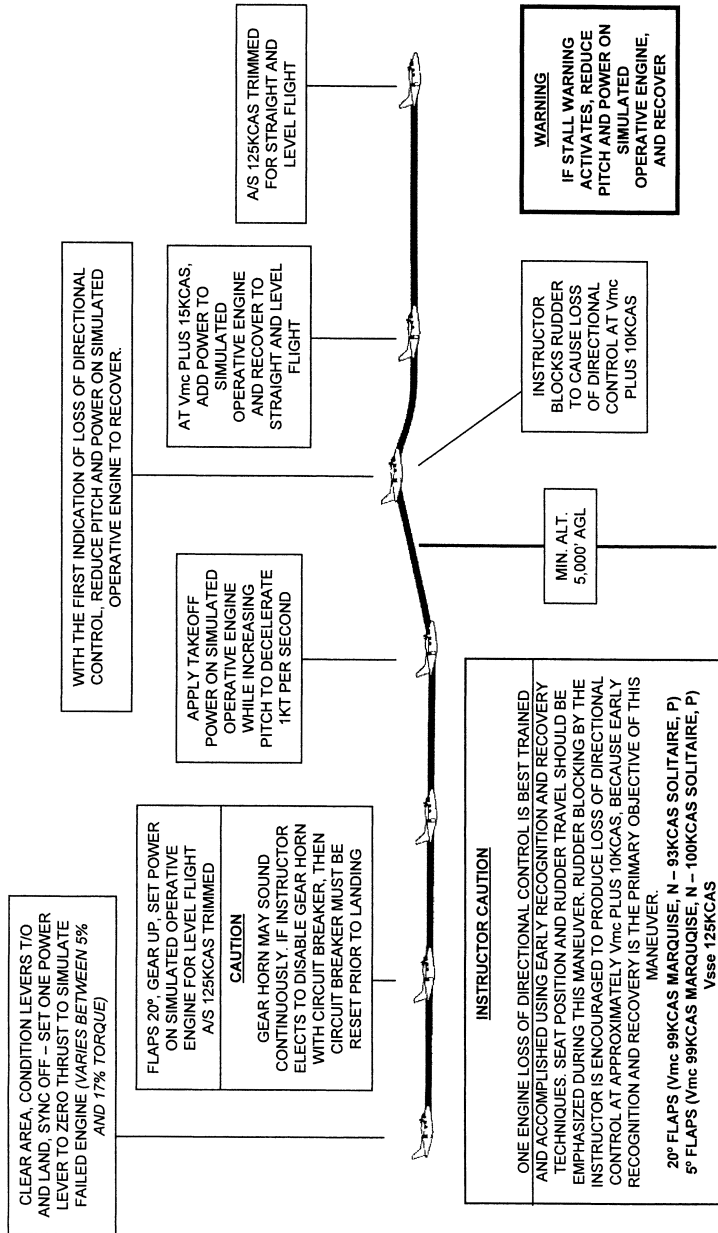 CLEAR AREA, CONDITION LEVERS T/O
AND LAND, SYNC OFF – SET ONE POWER
LEVER TO ZERO THRUST TO SIMULATE
FAILED ENGINE (VARIES BETWEEN 5%
AND 17% TORQUE)
FLAPS 20º, GEAR UP, SET POWER
ON SIMULATED OPERATIVE
ENGINE FOR LEVEL FLIGHT
A/S 125KCAS TRIMMED
CAUTION
GEAR HORN MAY SOUND
CONTINUOUSLY. IF INSTRUCTOR
ELECTS TO DISABLE GEAR HORN
WITH CIRCUIT BREAKER, THEN
CIRCUIT BREAKER MUST BE
RESET PRIOR TO LANDING
APPLY TAKEOFF
POWER ON SIMULATED
OPERATIVE ENGINE
WHILE INCREASING
PITCH TO DECELERATE
1KT PER SECOND
WITH THE FIRST INDICATION OF LOSS OF DIRECTIONAL
CONTROL, REDUCE PITCH AND POWER ON SIMULATED
OPERATIVE ENGINE TO RECOVER.
AT Vmc PLUS 15KCAS,
ADD POWER TO
SIMULATED
OPERATIVE ENGINE
AND RECOVER TO
STRAIGHT AND LEVEL
FLIGHT
A/S 125KCAS TRIMMED
FOR STRAIGHT AND
LEVEL FLIGHT
INSTRUCTOR CAUTION
ONE ENGINE LOSS OF DIRECTIONAL CONTROL IS BEST TRAINED
AND ACCOMPLISHED USING EARLY RECOGNITION AND RECOVERY
TECHNIQUES. SEAT POSITION AND RUDDER TRAVEL SHOULD BE
EMPHASIZED DURING THIS MANEUVER. RUDDER BLOCKING BY THE
INSTRUCTOR IS ENCOURAGED TO PRODUCE LOSS OF DIRECTIONAL
CONTROL AT APPROXIMATELY Vmc PLUS 10KCAS, BECAUSE EARLY
RECOGNITION AND RECOVERY IS THE PRIMARY OBJECTIVE OF THIS
MANEUVER.
20º FLAPS (Vmc 99KCAS MARQUISE, N – 93KCAS SOLITAIRE, P)
5º FLAPS (Vmc 99KCAS MARUQISE, N – 100KCAS SOLITAIRE, P)
Vsse 125KCAS
MIN. ALT.
5,000' AGL
INSTRUCTOR
BLOCKS RUDDER
TO CAUSE LOSS
OF DIRECTIONAL
CONTROL AT Vmc
PLUS 10KCAS
WARNING
IF STALL WARNING
ACTIVATES, REDUCE
PITCH AND POWER ON
SIMULATED
OPERATIVE ENGINE,
AND RECOVER